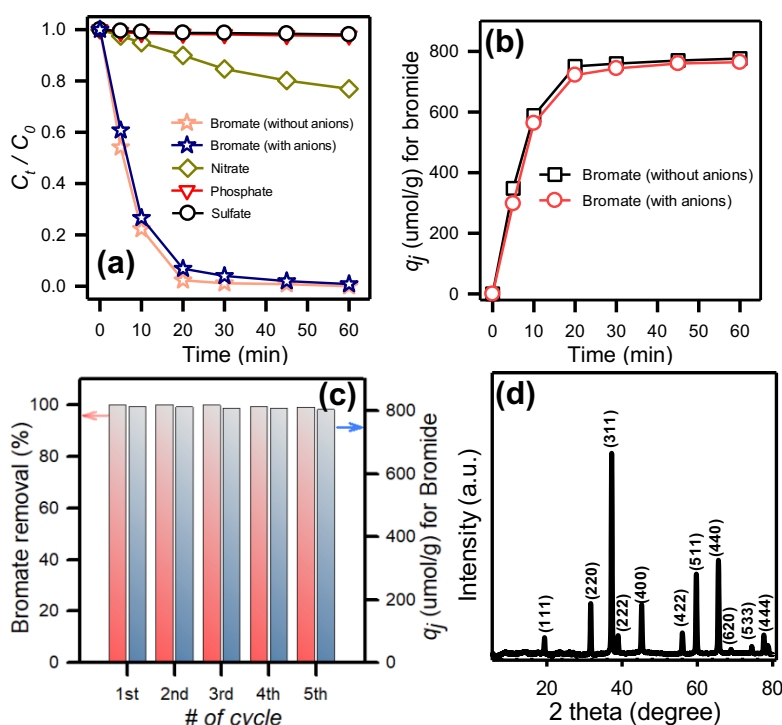 (a)
C_t / C_0
1.0
0.8
0.6
0.4
0.2
0.0
Bromate (without anions)
Bromate (with anions)
Nitrate
Phosphate
Sulfate
0 10 20 30 40 50 60
Time (min)
(b)
q_j (umol/g) for bromide
800
600
400
200
0
Bromate (without anions)
Bromate (with anions)
0 10 20 30 40 50 60
Time (min)
(c)
Bromate removal (%)
100
80
60
40
20
0
q_j (umol/g) for Bromide
800
600
400
200
0
1st 2nd 3rd 4th 5th
# of cycle
(d)
Intensity (a.u.)
(111)
(220)
(311)
(222)
(400)
(422)
(511)
(440)
(620)
(533)
(444)
20 40 60 80
2 theta (degree)